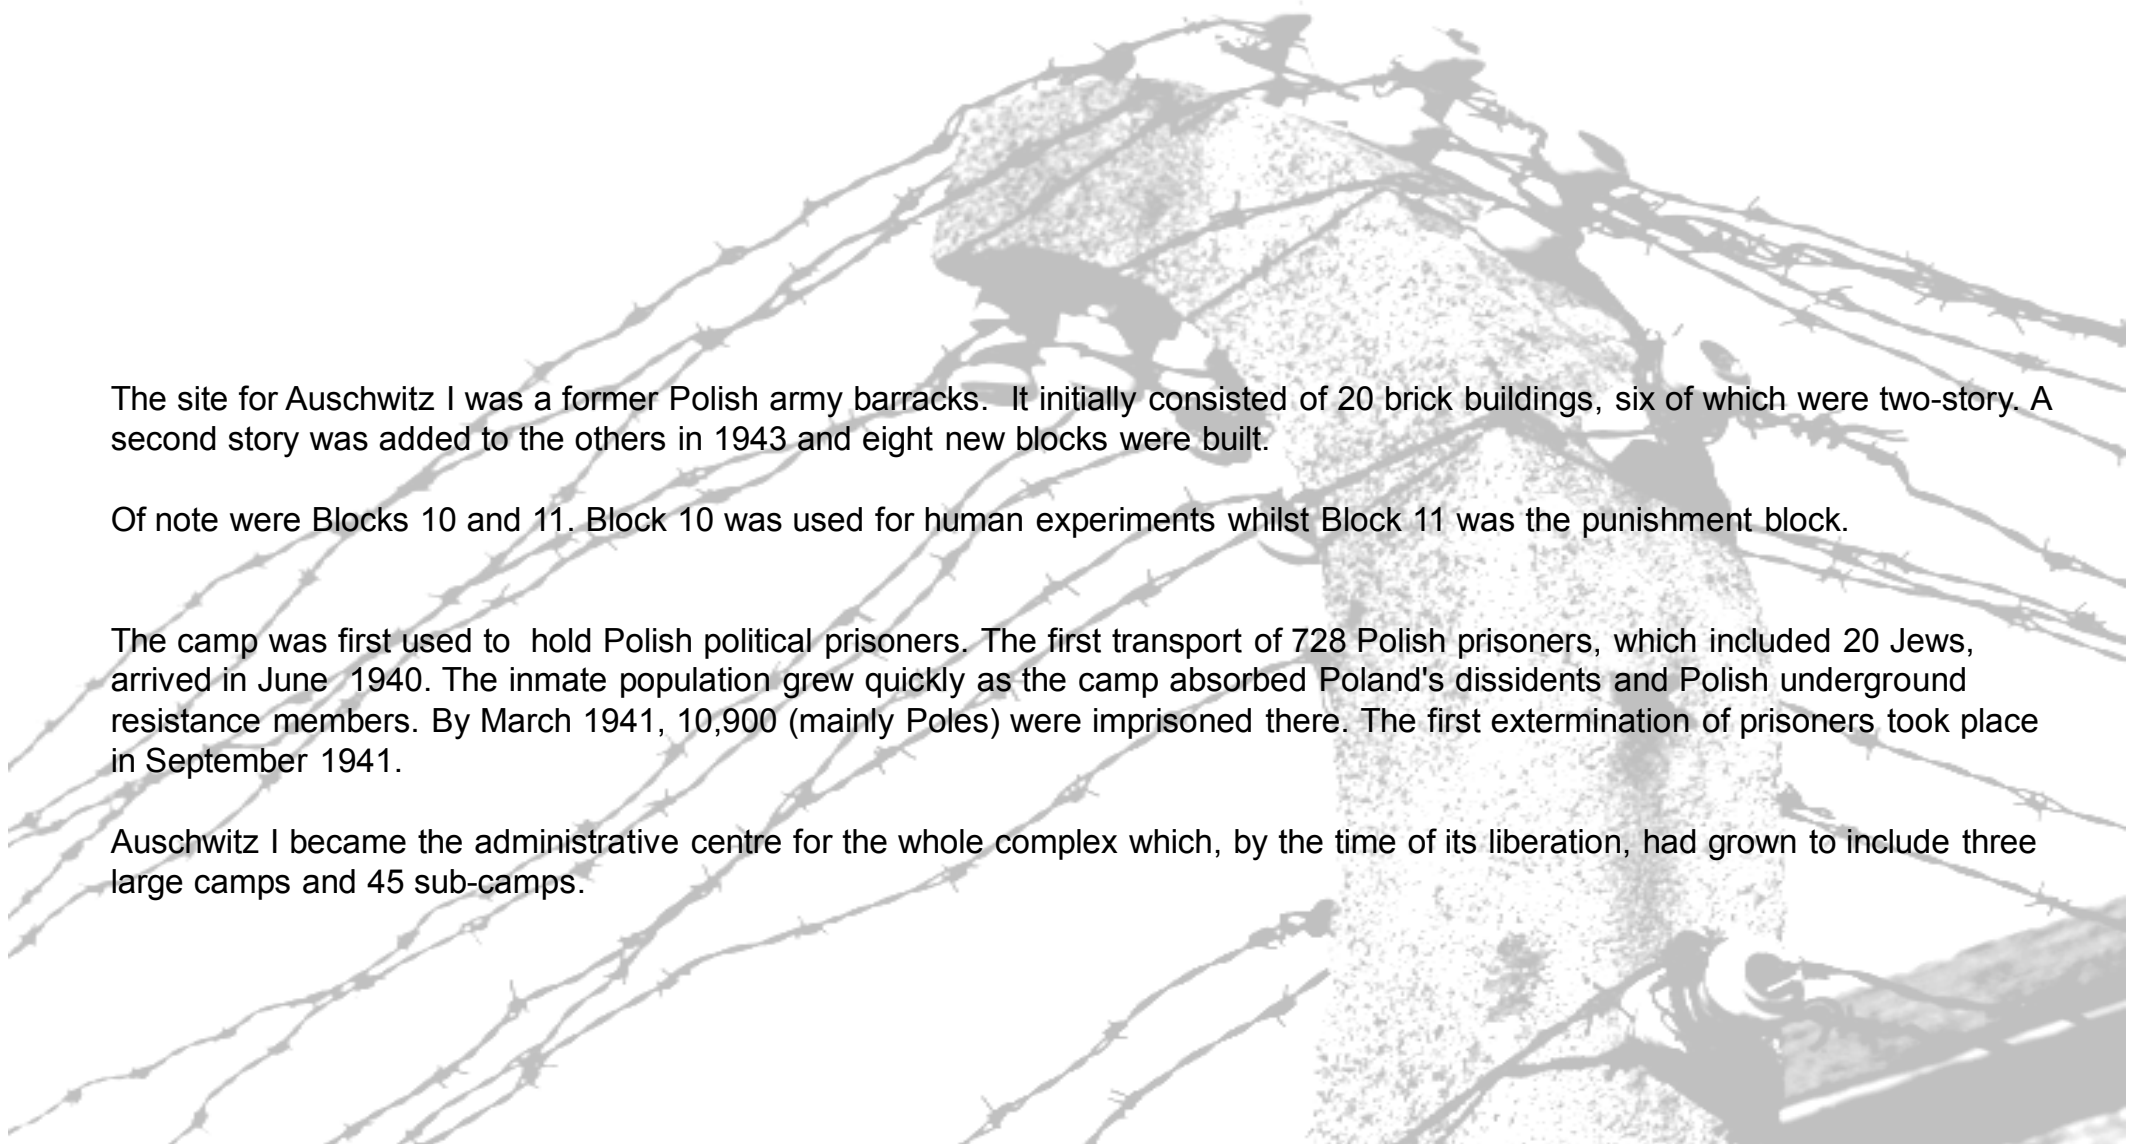 The site for Auschwitz I was a former Polish army barracks.  It initially consisted of 20 brick buildings, six of which were two-story. A
second story was added to the others in 1943 and eight new blocks were built.
Of note were Blocks 10 and 11. Block 10 was used for human experiments whilst Block 11 was the punishment block.
The camp was first used to  hold Polish political prisoners. The first transport of 728 Polish prisoners, which included 20 Jews,
arrived in June  1940. The inmate population grew quickly as the camp absorbed Poland's dissidents and Polish underground
resistance members. By March 1941, 10,900 (mainly Poles) were imprisoned there. The first extermination of prisoners took place
in September 1941.
Auschwitz I became the administrative centre for the whole complex which, by the time of its liberation, had grown to include three
large camps and 45 sub-camps.